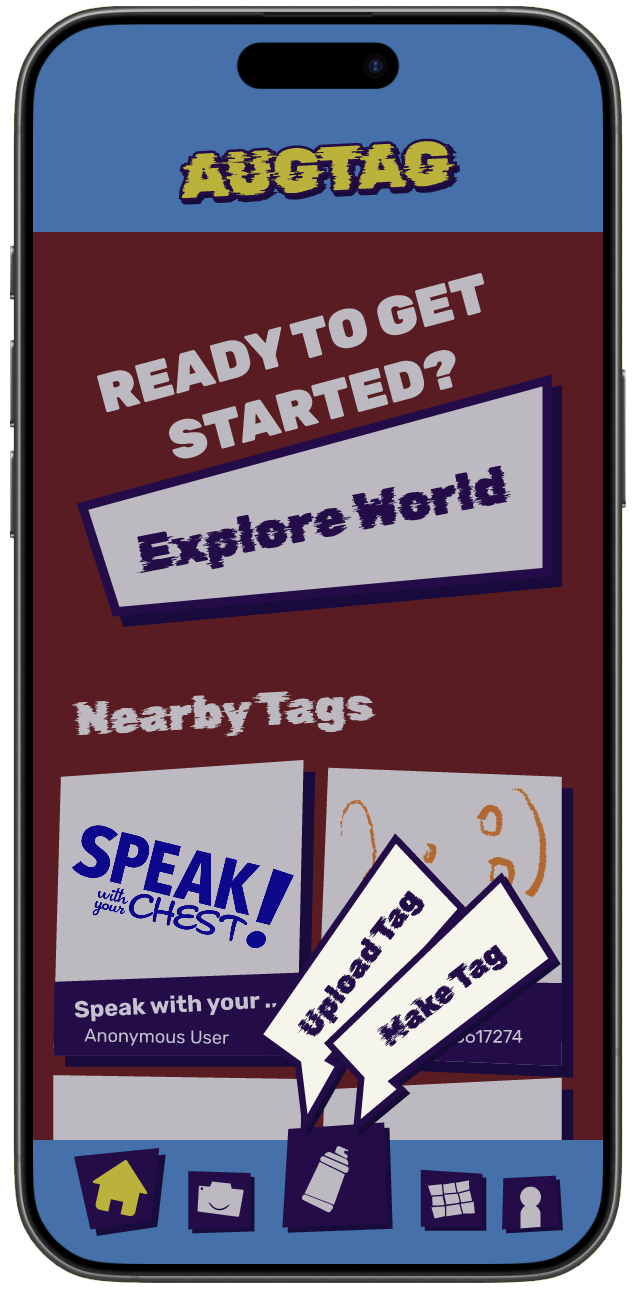 AUGTAG
READY TO GET
STARTED?
Explore World
Nearby Tags
SPEAK!
with
your CHEST
Speak with your ..
Anonymous User
Upload Tag
Make Tag
617274